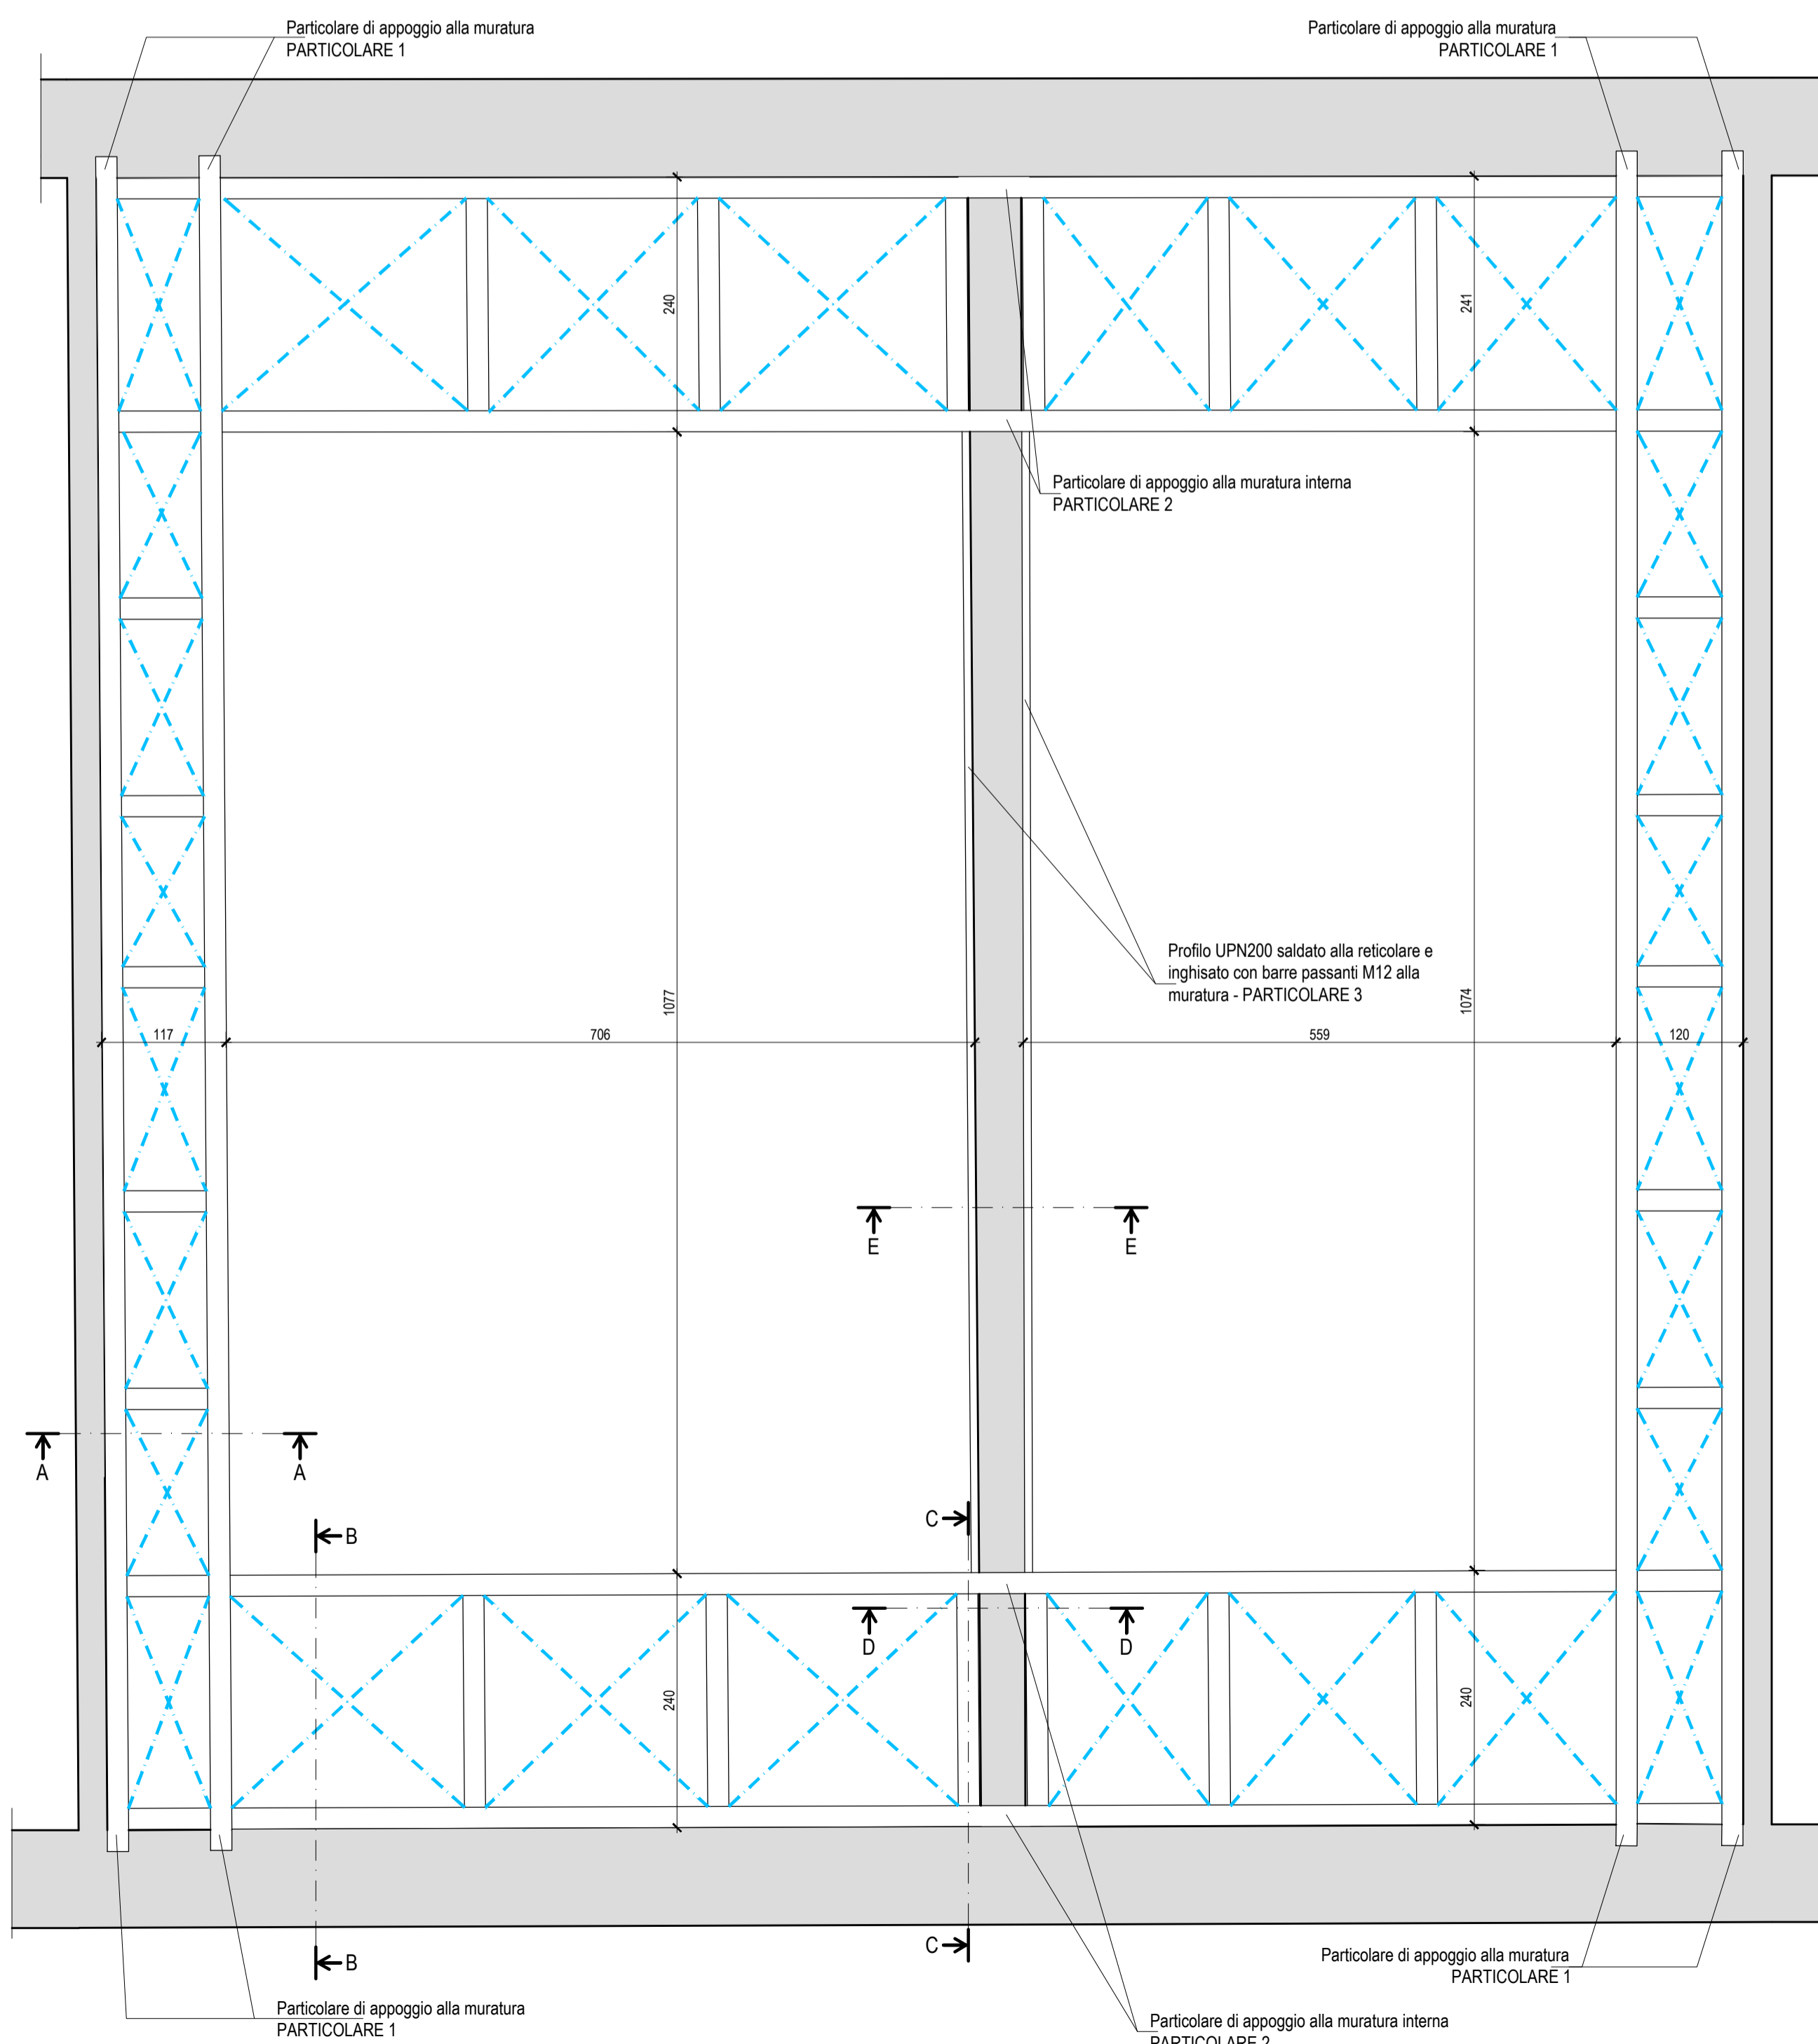 Particolare di appoggio alla muratura
PARTICOLARE 1
Particolare di appoggio alla muratura
PARTICOLARE 1
240
241
Particolare di appoggio alla muratura interna
PARTICOLARE 2
Profilo UPN200 saldato alla reticolare e
inghisato con barre passanti M12 alla
muratura - PARTICOLARE 3
1077
1074
117
706
559
120
E
E
A
A
C
B
D
D
240
240
C
B
Particolare di appoggio alla muratura
PARTICOLARE 1
Particolare di appoggio alla muratura
PARTICOLARE 1
Particolare di appoggio alla muratura interna
PARTICOLARE 2